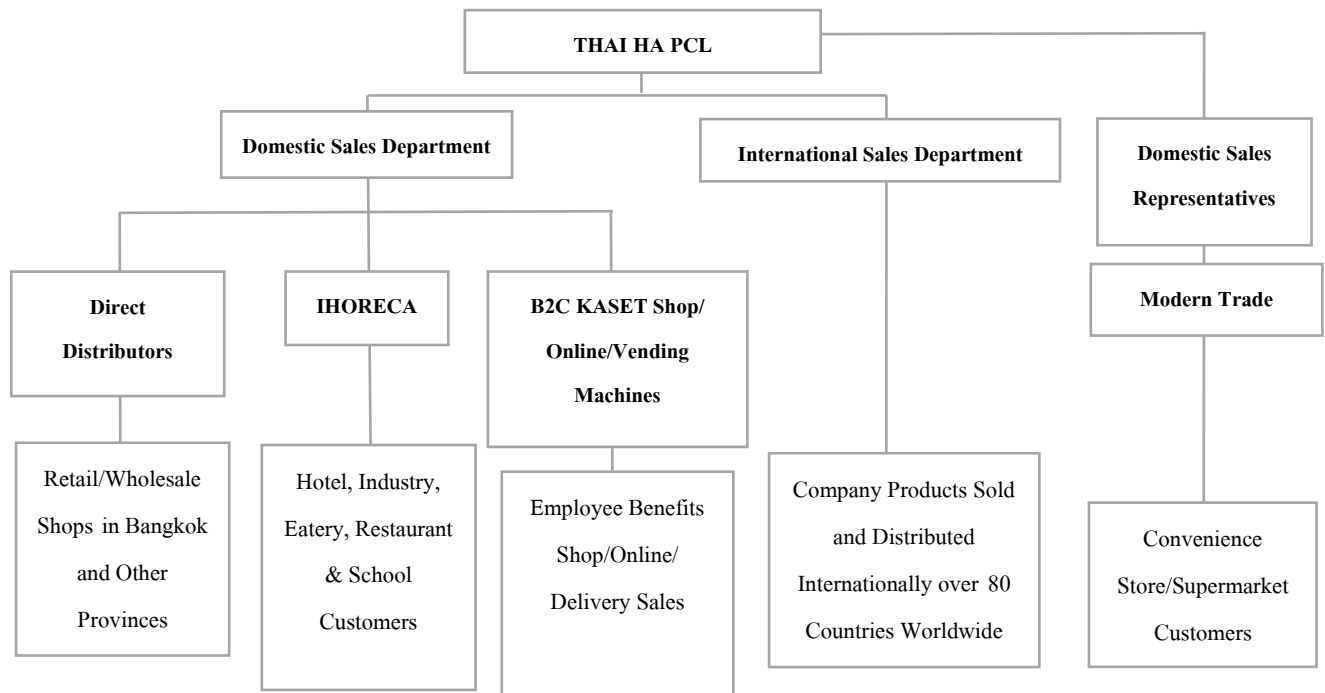 THAI HA PCL
Domestic Sales Department
International Sales Department
Domestic Sales
Representatives
Direct
Distributors
IHORECA
B2C KASET Shop/
Online/Vending
Machines
Modern Trade
Retail/Wholesale
Shops in Bangkok
and Other
Provinces
Hotel, Industry,
Eatery, Restaurant
& School
Customers
Employee Benefits
Shop/Online/
Delivery Sales
Company Products Sold
and Distributed
Internationally over 80
Countries Worldwide
Convenience
Store/Supermarket
Customers